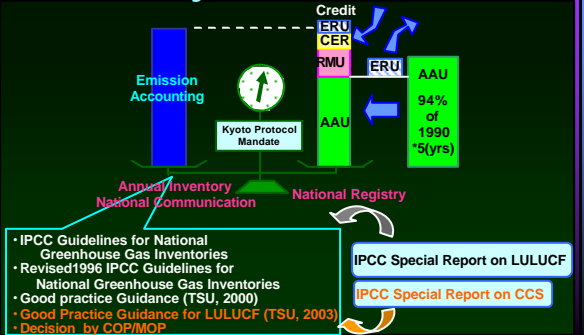 Credit
ERU
CER
RMU
ERU
AAU
Emission
Accounting
94%
of
1990
*5(yrs)
AAU
Kyoto Protocol
Mandate
Annual Inventory
National Communication
National Registry
・IPCC Guidelines for National
Greenhouse Gas Inventories
・Revised1996 IPCC Guidelines for
National Greenhouse Gas Inventories
・Good practice Guidance (TSU, 2000)
・Good Practice Guidance for LULUCF (TSU, 2003)
・Decision by COP/MOP
IPCC Special Report on LULUCF
IPCC Special Report on CCS